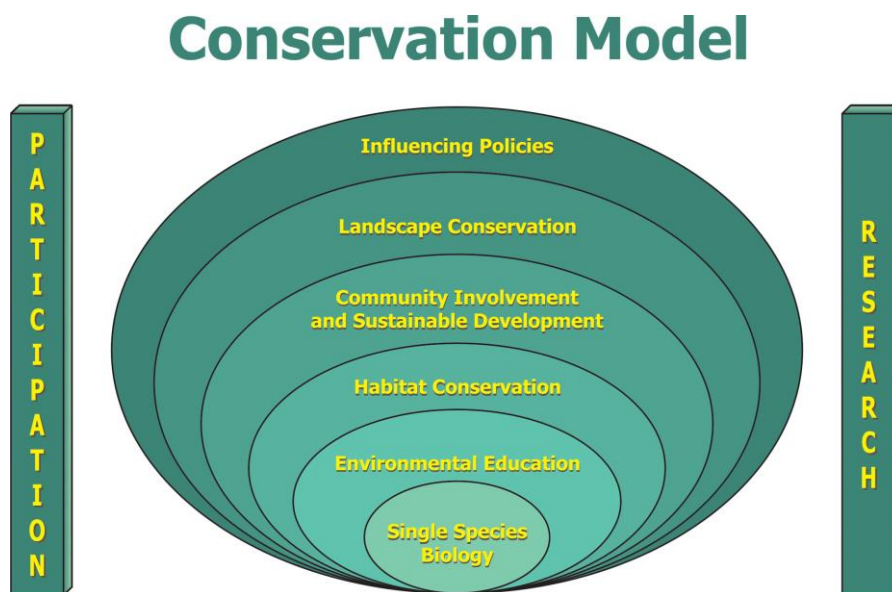 Conservation Model
PARTICIPATION
Influencing Policies
Landscape Conservation
Community Involvement
and Sustainable Development
Habitat Conservation
Environmental Education
Single Species
Biology
RESEARCH